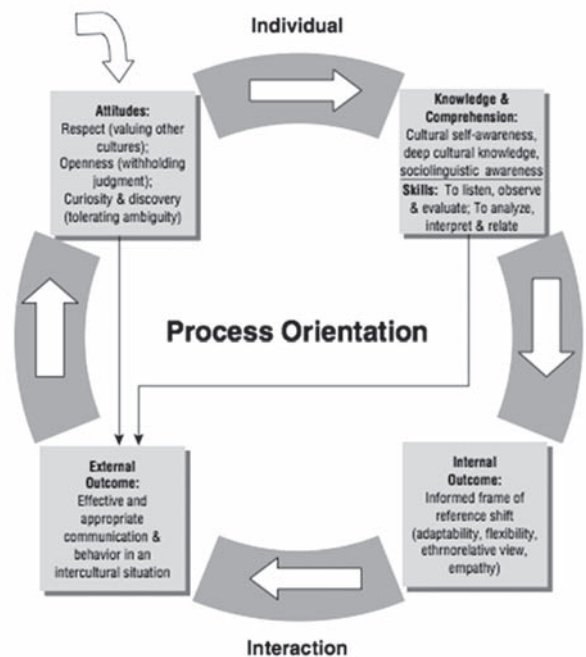 Individual
Attitudes:
Respect (valuing other
cultures);
Openness (withholding
judgment);
Curiosity & discovery
(tolerating ambiguity)
Knowledge &
Comprehension:
Cultural self-awareness,
deep cultural knowledge,
sociolinguistic awareness
Skills: To listen, observe
& evaluate; To analyze,
interpret & relate
Process Orientation
External
Outcome:
Effective and
appropriate
communication &
behavior in an
intercultural situation
Internal
Outcome:
Informed frame of
reference shift
(adaptability, flexibility,
ethrnorelative view,
empathy)
Interaction